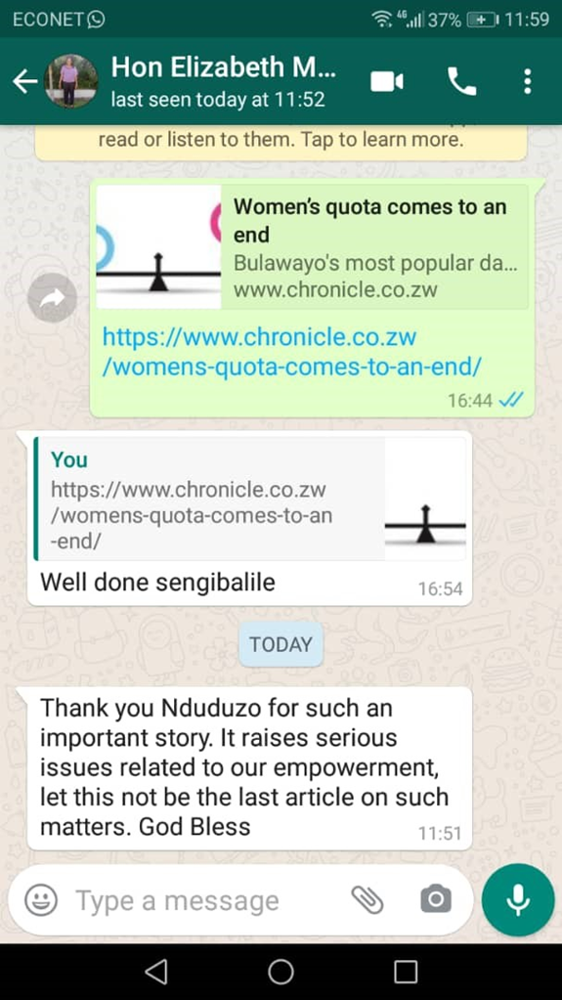 ECONET 4G 37% 11:59
Hon Elizabeth M...
last seen today at 11:52
read or listen to them. Tap to learn more.
Women's quota comes to an
end
Bulawayo's most popular da...
www.chronicle.co.zw
https://www.chronicle.co.zw
/womens-quota-comes-to-an-end/
16:44
You
https://www.chronicle.co.zw
/womens-quota-comes-to-an
-end/
Well done sengibalile
16:54
TODAY
Thank you Nduduzo for such an
important story. It raises serious
issues related to our empowerment,
let this not be the last article on such
matters. God Bless
11:51
Type a message